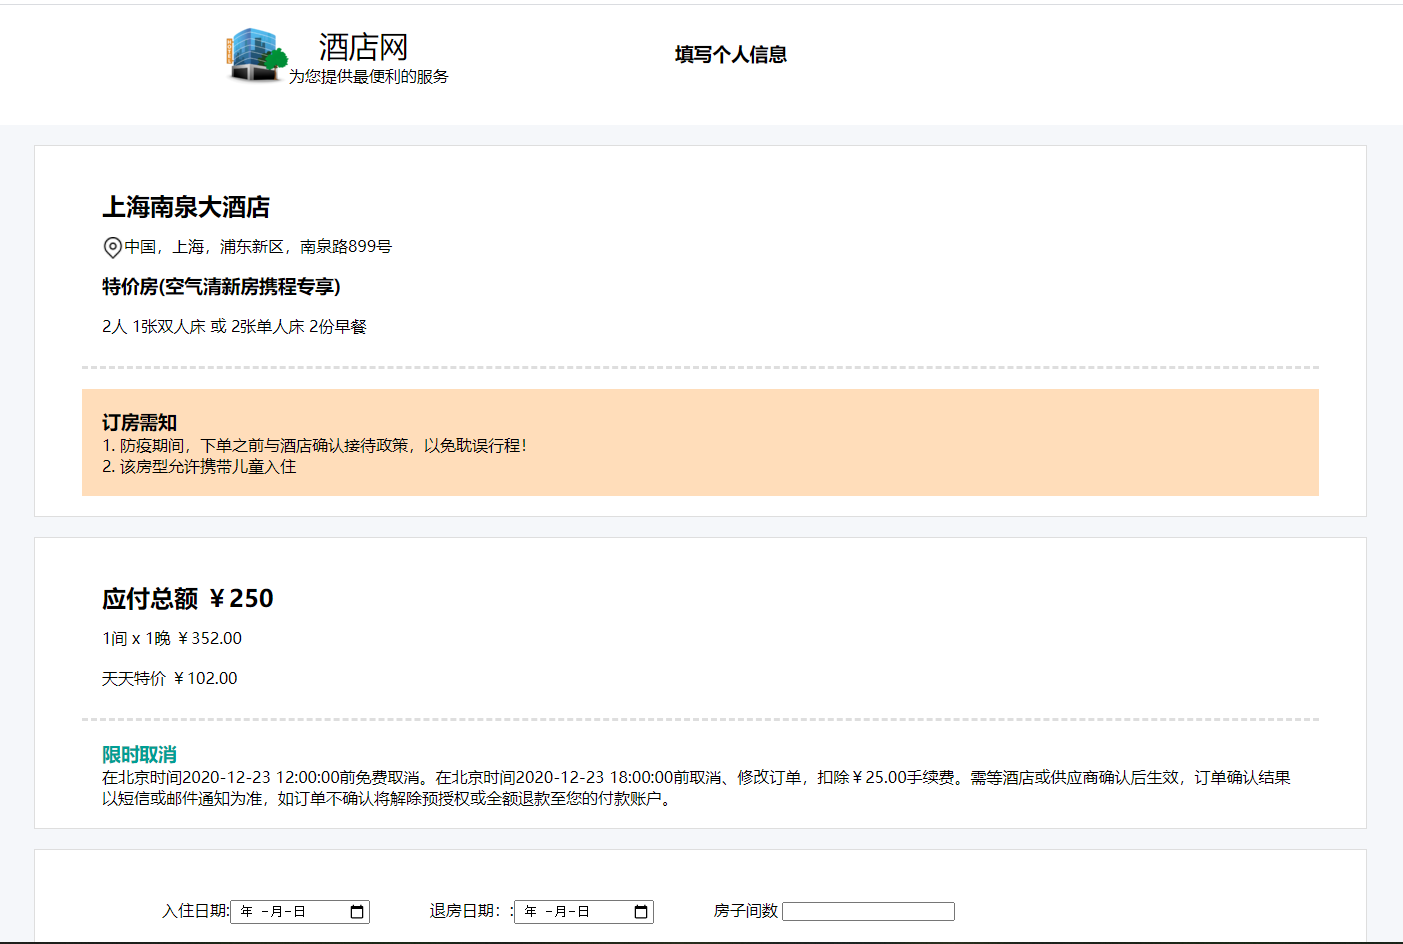 酒店网
为您提供最便利的服务
填写个人信息
上海南泉大酒店
中国，上海，浦东新区，南泉路899号
特价房(空气清新房携程专享)
2人 1张双人床 或 2张单人床 2份早餐
订房需知
1. 防疫期间，下单之前与酒店确认接待政策，以免耽误行程！
2. 该房型允许携带儿童入住
应付总额 ￥250
1间 x 1晚 ￥352.00
天天特价 ￥102.00
限时取消
在北京时间2020-12-23 12:00:00前免费取消。在北京时间2020-12-23 18:00:00前取消、修改订单，扣除￥25.00手续费。需等酒店或供应商确认后生效，订单确认结果
以短信或邮件通知为准，如订单不确认将解除预授权或全额退款至您的付款账户。
入住日期: 年 -月-日 退房日期：: 年 -月-日 房子间数